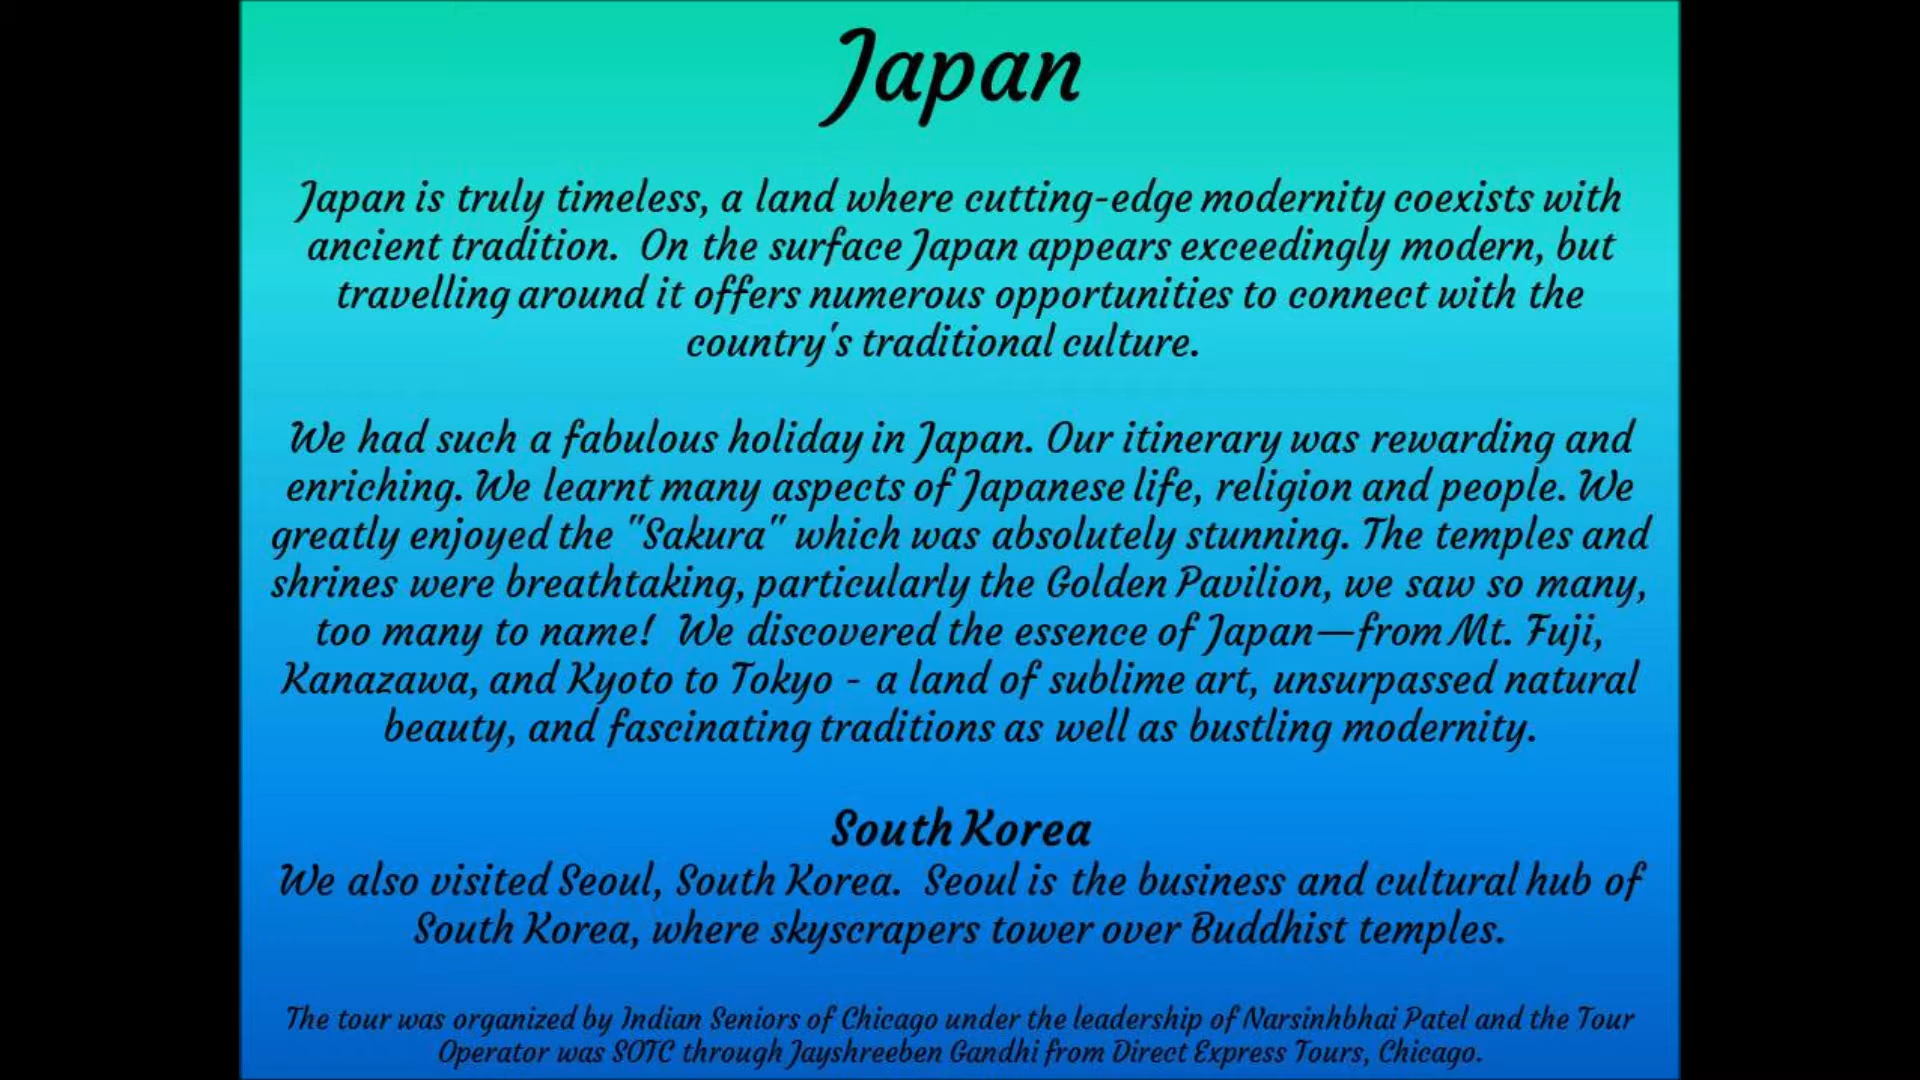 Japan
Japan is truly timeless, a land where cutting-edge modernity coexists with
ancient tradition. On the surface Japan appears exceedingly modern, but
travelling around it offers numerous opportunities to connect with the
country's traditional culture.
We had such a fabulous holiday in Japan. Our itinerary was rewarding and
enriching. We learnt many aspects of Japanese life, religion and people. We
greatly enjoyed the "Sakura" which was absolutely stunning. The temples and
shrines were breathtaking, particularly the Golden Pavilion, we saw so many,
too many to name! We discovered the essence of Japan—from Mt. Fuji,
Kanazawa, and Kyoto to Tokyo - a land of sublime art, unsurpassed natural
beauty, and fascinating traditions as well as bustling modernity.
South Korea
We also visited Seoul, South Korea. Seoul is the business and cultural hub of
South Korea, where skyscrapers tower over Buddhist temples.
The tour was organized by Indian Seniors of Chicago under the leadership of Narsinhbhai Patel and the Tour
Operator was SOTC through Jayshreeben Gandhi from Direct Express Tours, Chicago.